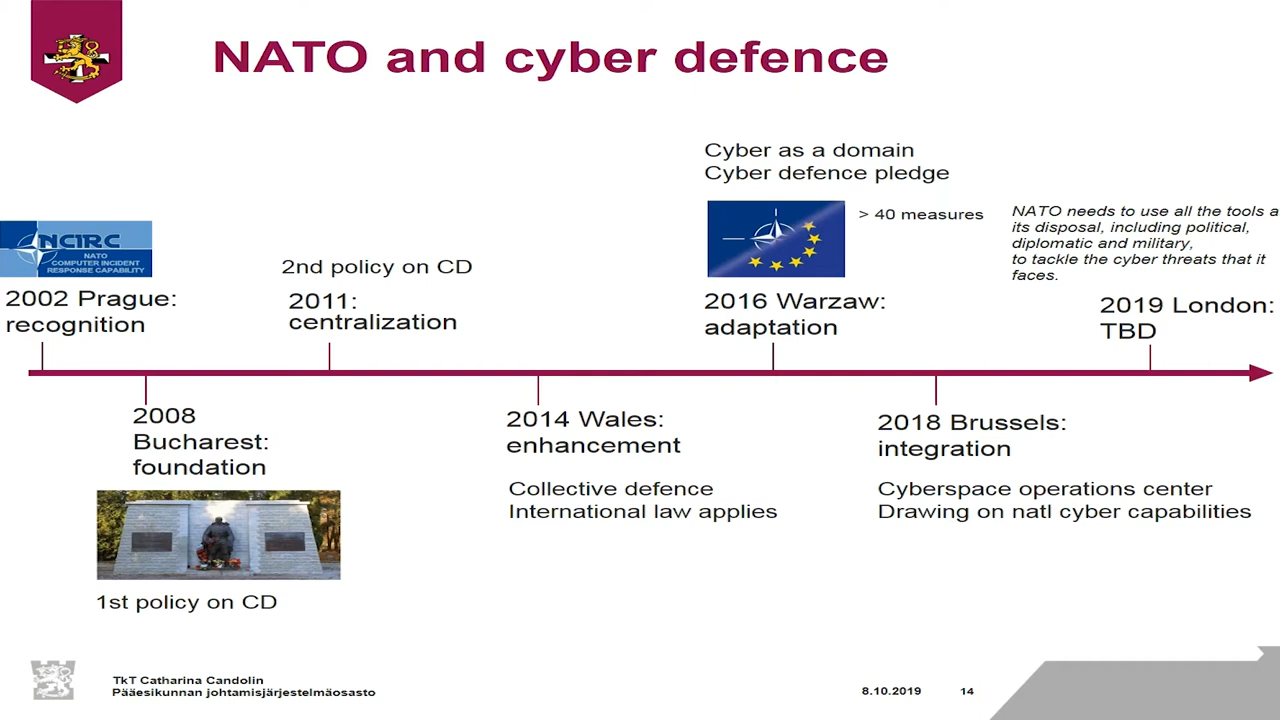 NATO and cyber defence
Cyber as a domain
Cyber defence pledge
> 40 measures
NATO needs to use all the tools a
its disposal, including political,
diplomatic and military,
to tackle the cyber threats that it
faces.
NCIRC
NATO
COMPUTER INCIDENT
RESPONSE CAPABILITY
2002 Prague:
recognition
2nd policy on CD
2011:
centralization
2016 Warzaw:
adaptation
2019 London:
TBD
2008
Bucharest:
foundation
1st policy on CD
2014 Wales:
enhancement
Collective defence
International law applies
2018 Brussels:
integration
Cyberspace operations center
Drawing on natl cyber capabilities
TkT Catharina Candolin
Pääesikunnan johtamisjärjestelmäosasto
8.10.2019
14